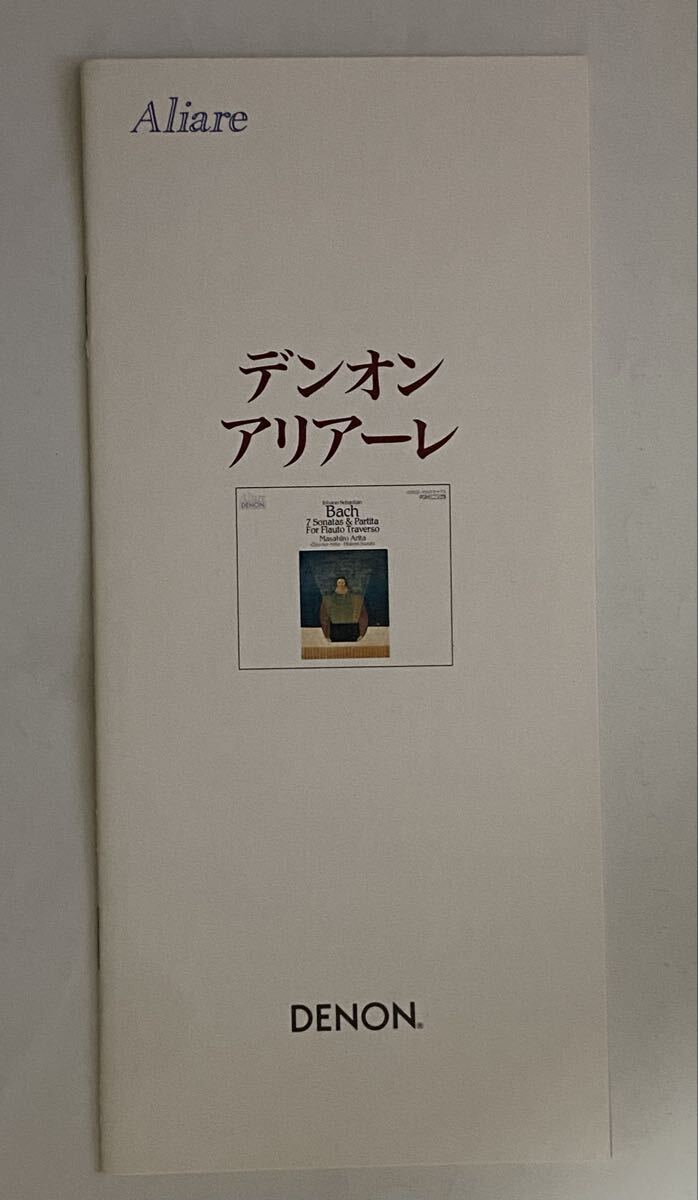 Aliare
デンオン
アリアーレ
DENON
Johann Sebastian
Bach
7 Sonatas & Partita
For Flauto Traverso
Masahiro Arita
DENON®